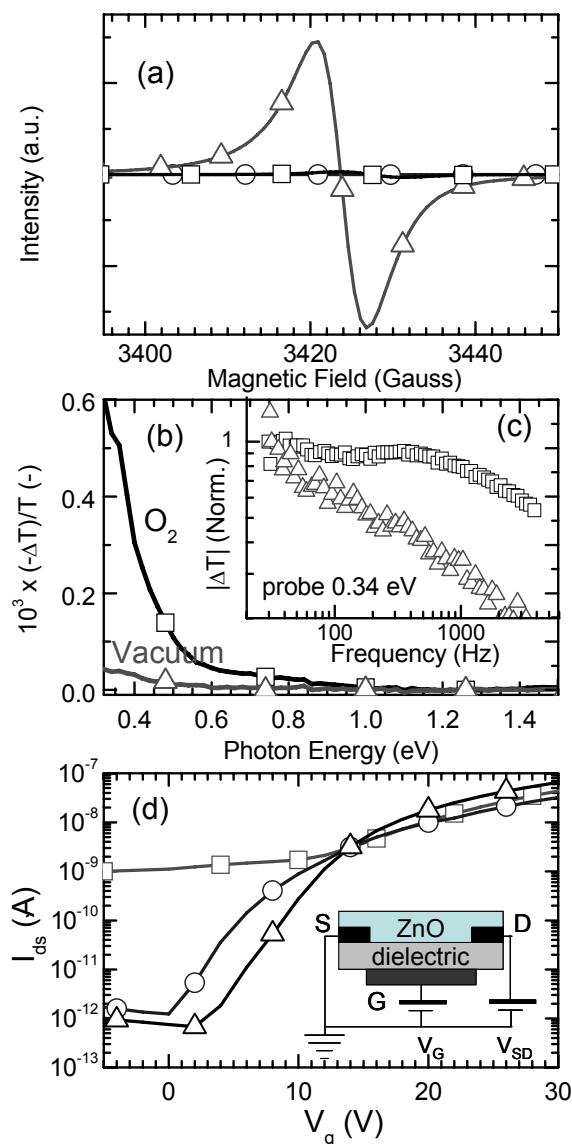 (a)
Intensity (a.u.)
3400 3420 3440
Magnetic Field (Gauss)
(b)
(c)
0.6
0.4
0.2
0.0
10³ x (-ΔT)/T (-)
O₂
Vacuum
1
|ΔT| (Norm.)
probe 0.34 eV
100 1000
Frequency (Hz)
0.4 0.6 0.8 1.0 1.2 1.4
Photon Energy (eV)
(d)
10⁻⁷
10⁻⁸
10⁻⁹
10⁻¹⁰
10⁻¹¹
10⁻¹²
10⁻¹³
I_ds (A)
S ZnO D
dielectric
G
V_G V_SD
0 10 20 30
V_g (V)